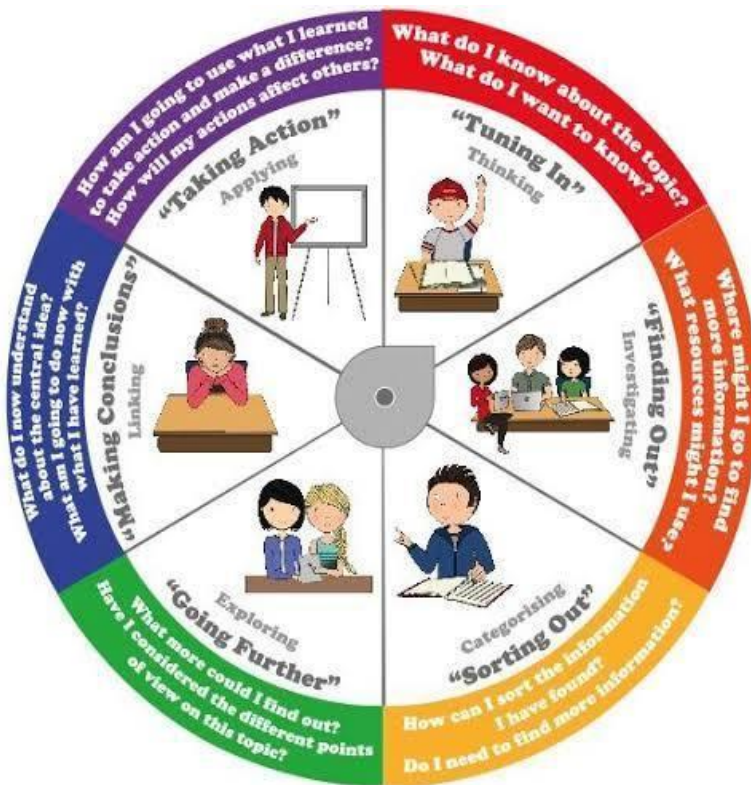 What do I know about the topic?
What do I want to know?
“Tuning In”
Thinking
Where might I go to find
more information?
What resources might I use?
“Finding Out”
Investigating
Categorising
“Sorting Out”
How can I sort the information
I have found?
Do I need to find more information?
Exploring
“Going Further”
What more could I find out?
Have I considered the different points
of view on this topic?
What do I now understand
about the central idea?
What am I going to do now with
what I have learned?
“Making Conclusions”
Linking
How am I going to use what I learned
to take action and make a difference?
How will my actions affect others?
“Taking Action”
Applying